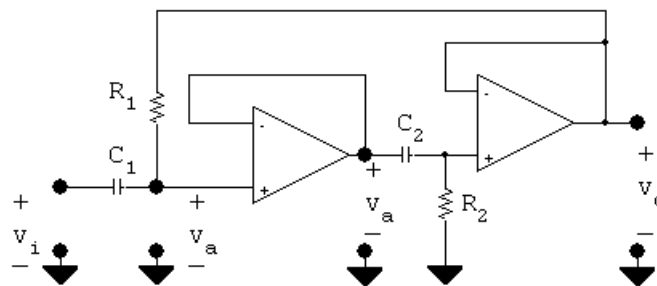 R1
C1
C2
R2
-
+
-
+
+
vi
-
+
va
-
+
va
-
+
v
-